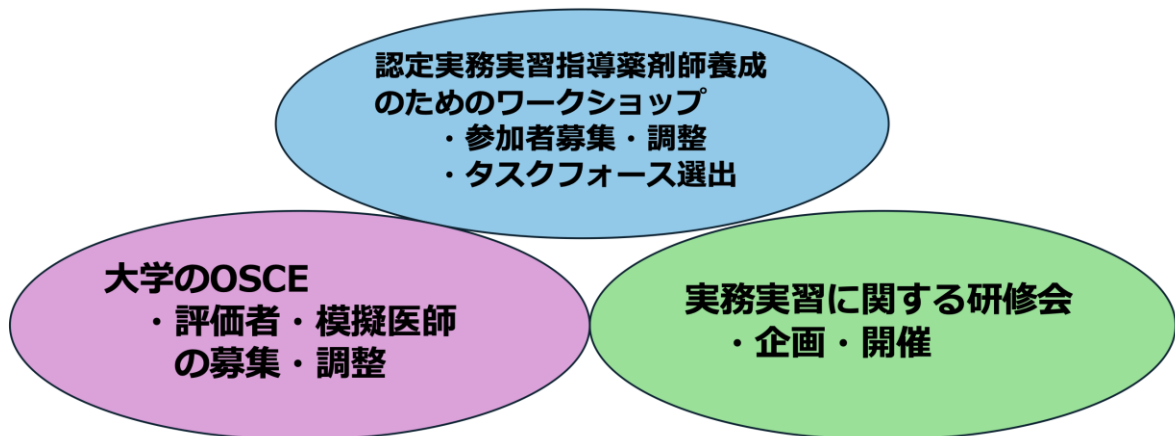 認定実務実習指導薬剤師養成
のためのワークショップ
・参加者募集・調整
・タスクフォース選出
大学のOSCE
・評価者・模擬医師
の募集・調整
実務実習に関する研修会
・企画・開催